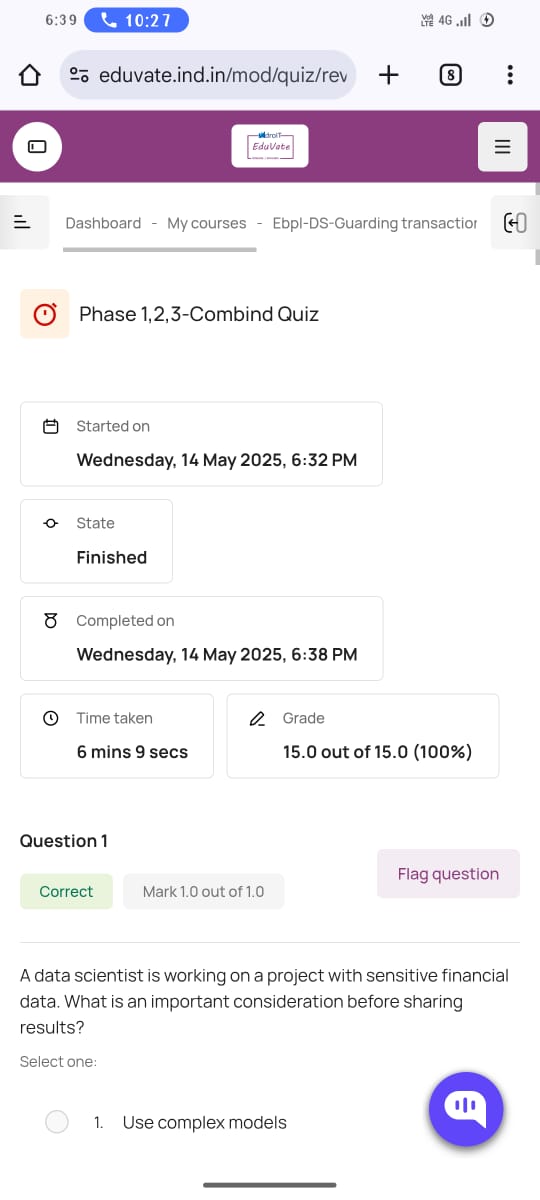 6:39 10:27 4G
eduvate.ind.in/mod/quiz/rev 8
EduVate
Dashboard - My courses - Ebpl-DS-Guarding transaction
Phase 1,2,3-Combind Quiz
Started on
Wednesday, 14 May 2025, 6:32 PM
State
Finished
Completed on
Wednesday, 14 May 2025, 6:38 PM
Time taken
6 mins 9 secs
Grade
15.0 out of 15.0 (100%)
Question 1
Correct
Mark 1.0 out of 1.0
Flag question
A data scientist is working on a project with sensitive financial
data. What is an important consideration before sharing
results?
Select one:
1. Use complex models